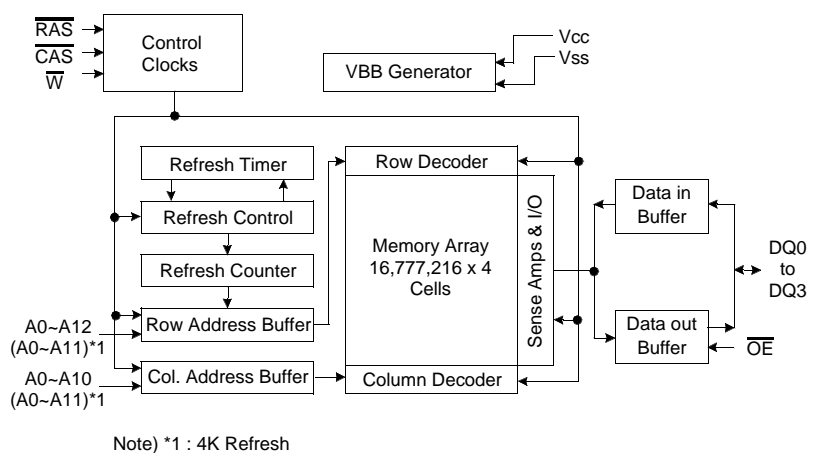 RAS
CAS
W
Control
Clocks
VBB Generator
Vcc
Vss
Refresh Timer
Refresh Control
Refresh Counter
Row Address Buffer
Col. Address Buffer
A0~A12
(A0~A11)*1
A0~A10
(A0~A11)*1
Row Decoder
Memory Array
16,777,216 x 4
Cells
Column Decoder
Sense Amps & I/O
Data in
Buffer
Data out
Buffer
DQ0
to
DQ3
OE
Note) *1 : 4K Refresh